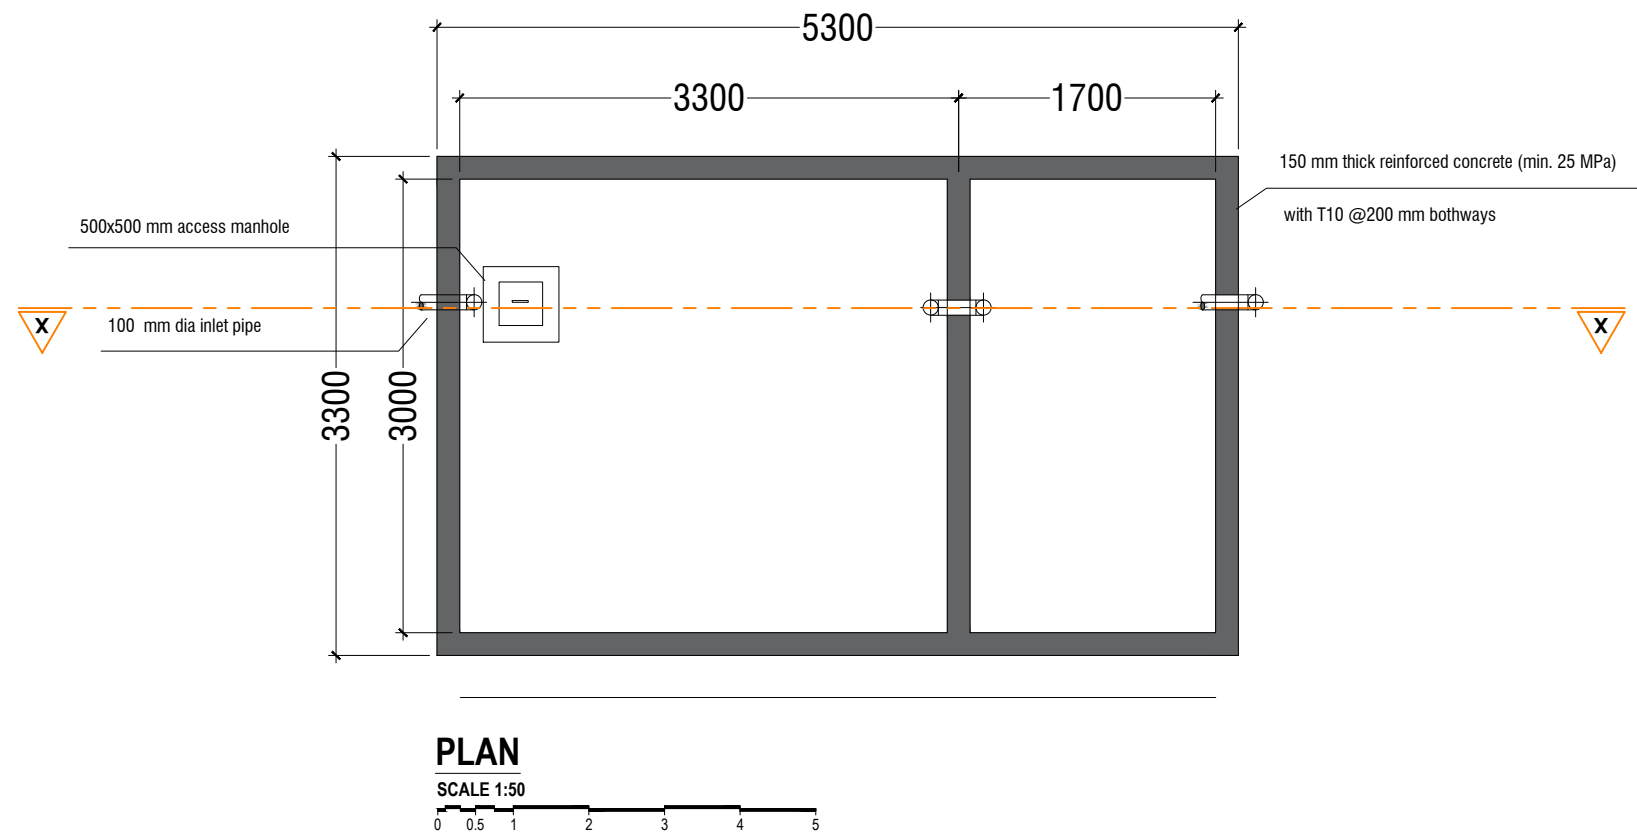 5300
3300
1700
150 mm thick reinforced concrete (min. 25 MPa)
with T10 @200 mm bothways
500x500 mm access manhole
X
100 mm dia inlet pipe
X
3300
3000
PLAN
SCALE 1:50
0 0.5 1 2 3 4 5